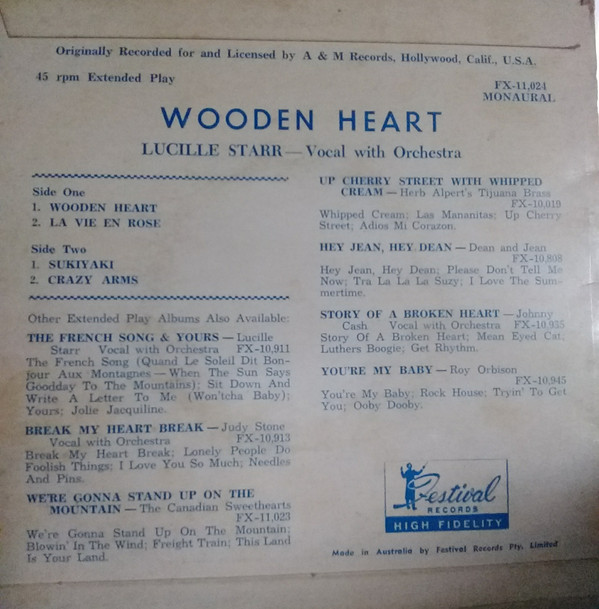 Originally Recorded for and Licensed by A & M Records, Hollywood, Calif., U.S.A.
45 rpm Extended Play
FX-11,024
MONAURAL
WOODEN HEART
LUCILLE STARR — Vocal with Orchestra
Side One
1. WOODEN HEART
2. LA VIE EN ROSE
Side Two
1. SUKIYAKI
2. CRAZY ARMS
Other Extended Play Albums Also Available:
THE FRENCH SONG & YOURS — Lucille
Starr Vocal with Orchestra FX-10,911
The French Song (Quand Le Soleil Dit Bon-
jour Aux Montagnes — When The Sun Says
Goodday To The Mountains); Sit Down And
Write A Letter To Me (Won'tcha Baby);
Yours; Jolie Jacquiline.
BREAK MY HEART BREAK — Judy Stone
Vocal with Orchestra FX-10,913
Break My Heart Break; Lonely People Do
Foolish Things; I Love You So Much; Needles
And Pins.
WE'RE GONNA STAND UP ON THE
MOUNTAIN — The Canadian Sweethearts
FX-11,023
We're Gonna Stand Up On The Mountain;
Blowin' In The Wind; Freight Train; This Land
Is Your Land.
UP CHERRY STREET WITH WHIPPED
CREAM — Herb Alpert's Tijuana Brass
FX-10,019
Whipped Cream; Las Mananitas; Up Cherry
Street; Adios Mi Corazon.
HEY JEAN, HEY DEAN — Dean and Jean
FX-10,808
Hey Jean, Hey Dean; Please Don't Tell Me
Now; Tra La La La Suzy; I Love The Sum-
mertime.
STORY OF A BROKEN HEART — Johnny
Cash Vocal with Orchestra FX-10,935
Story Of A Broken Heart; Mean Eyed Cat;
Luthers Boogie; Get Rhythm.
YOU'RE MY BABY — Roy Orbison
FX-10,945
You're My Baby; Rock House; Tryin' To Get
You; Ooby Dooby.
Festival
RECORDS
HIGH FIDELITY
Made in Australia by Festival Records Pty. Limited